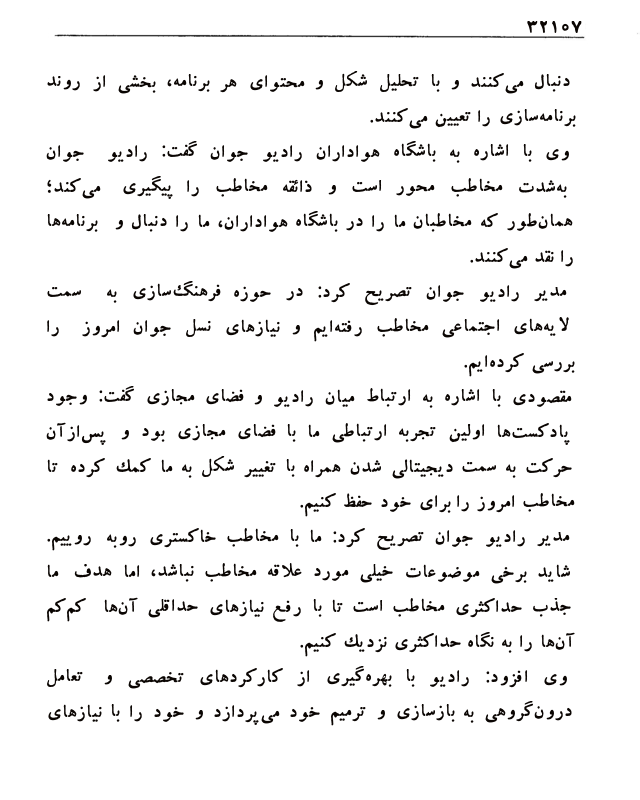 ۳۲۱۰۷
دنبال می‌کنند و با تحلیل شکل و محتوای هر برنامه، بخشی از روند
برنامه‌سازی را تعیین می‌کنند.
وی با اشاره به باشگاه هواداران رادیو جوان گفت: رادیو جوان
به‌شدت مخاطب محور است و ذائقه مخاطب را پیگیری می‌کند؛
همان‌طور که مخاطبان ما را در باشگاه هواداران، ما را دنبال و برنامه‌ها
را نقد می‌کنند.
مدیر رادیو جوان تصریح کرد: در حوزه فرهنگ‌سازی به سمت
لایه‌های اجتماعی مخاطب رفته‌ایم و نیازهای نسل جوان امروز را
بررسی کرده‌ایم.
مقصودی با اشاره به ارتباط میان رادیو و فضای مجازی گفت: وجود
پادکست‌ها اولین تجربه ارتباطی ما با فضای مجازی بود و پس‌ازآن
حرکت به سمت دیجیتالی شدن همراه با تغییر شکل به ما کمك کرده تا
مخاطب امروز را برای خود حفظ کنیم.
مدیر رادیو جوان تصریح کرد: ما با مخاطب خاکستری روبه روییم.
شاید برخی موضوعات خیلی مورد علاقه مخاطب نباشد، اما هدف ما
جذب حداکثری مخاطب است تا با رفع نیازهای حداقلی آن‌ها کم‌کم
آن‌ها را به نگاه حداکثری نزدیك کنیم.
وی افزود: رادیو با بهره‌گیری از کارکردهای تخصصی و تعامل
درون‌گروهی به بازسازی و ترمیم خود می‌پردازد و خود را با نیازهای